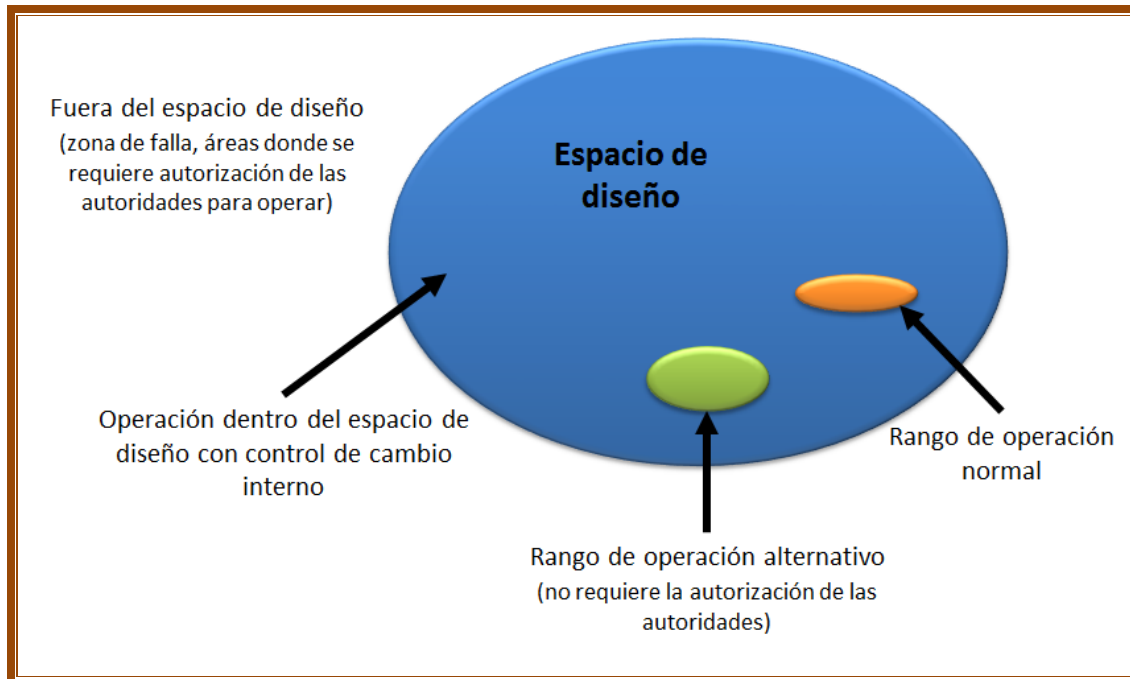 Fuera del espacio de diseño
(zona de falla, áreas donde se
requiere autorización de las
autoridades para operar)
Espacio de
diseño
Operación dentro del espacio de
diseño con control de cambio
interno
Rango de operación
normal
Rango de operación alternativo
(no requiere la autorización de las
autoridades)